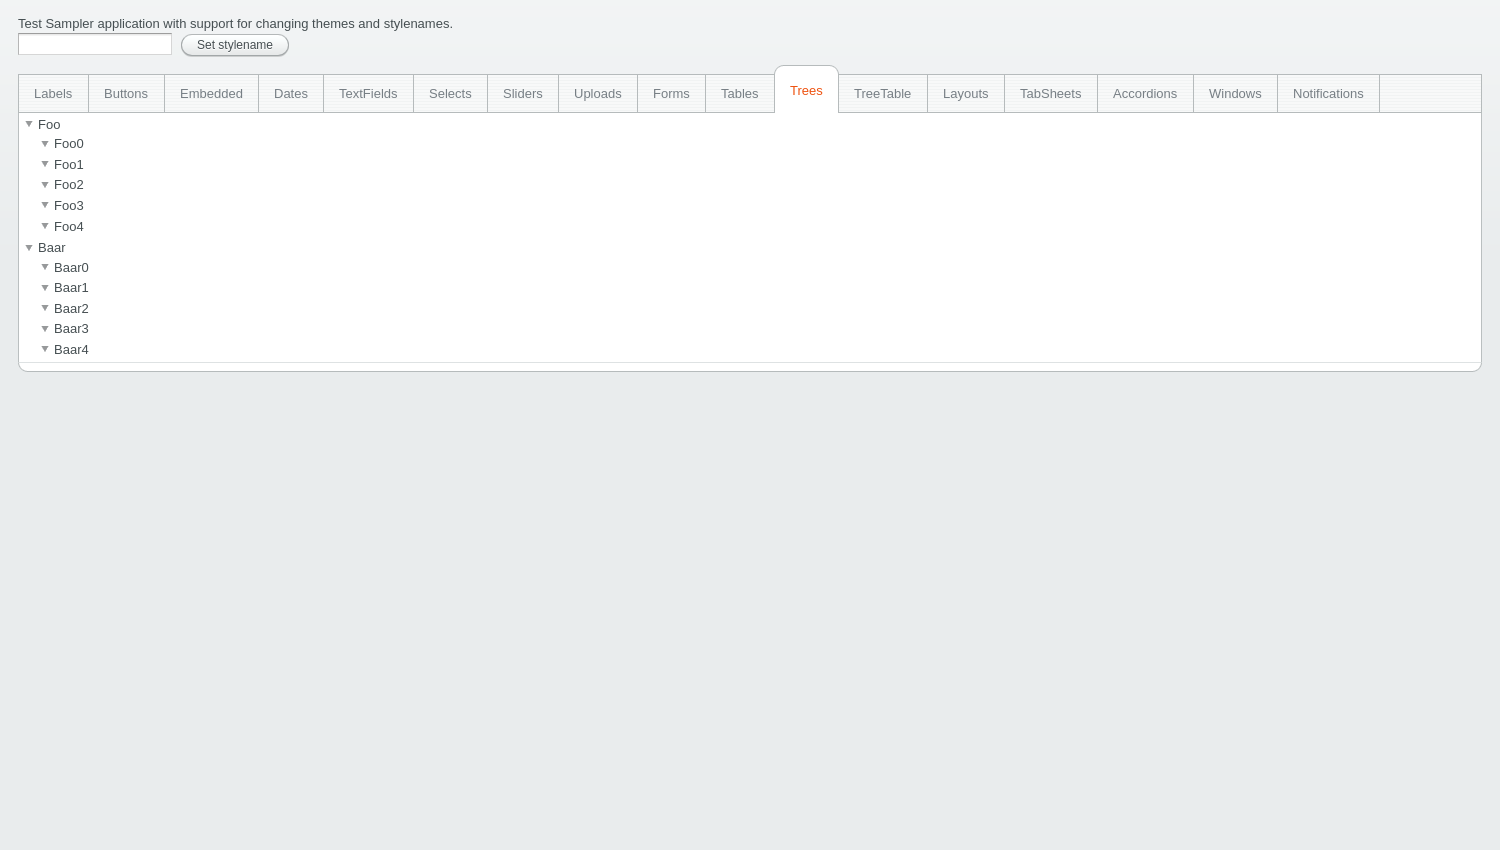 Test Sampler application with support for changing themes and stylenames.
Set stylename
Labels Buttons Embedded Dates TextFields Selects Sliders Uploads Forms Tables Trees TreeTable Layouts TabSheets Accordions Windows Notifications
Foo
Foo0
Foo1
Foo2
Foo3
Foo4
Baar
Baar0
Baar1
Baar2
Baar3
Baar4